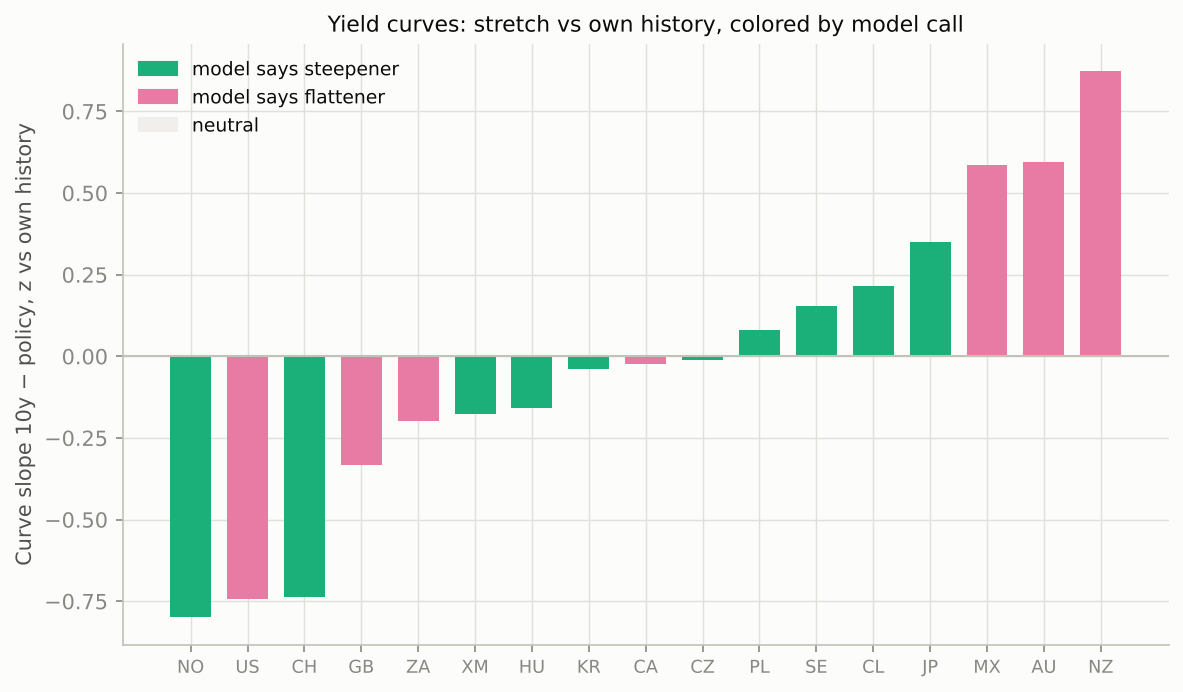 Yield curves: stretch vs own history, colored by model call
model says steepener
model says flattener
neutral
Curve slope 10y − policy, z vs own history
0.75
0.50
0.25
0.00
−0.25
−0.50
−0.75
NO US CH GB ZA XM HU KR CA CZ PL SE CL JP MX AU NZ